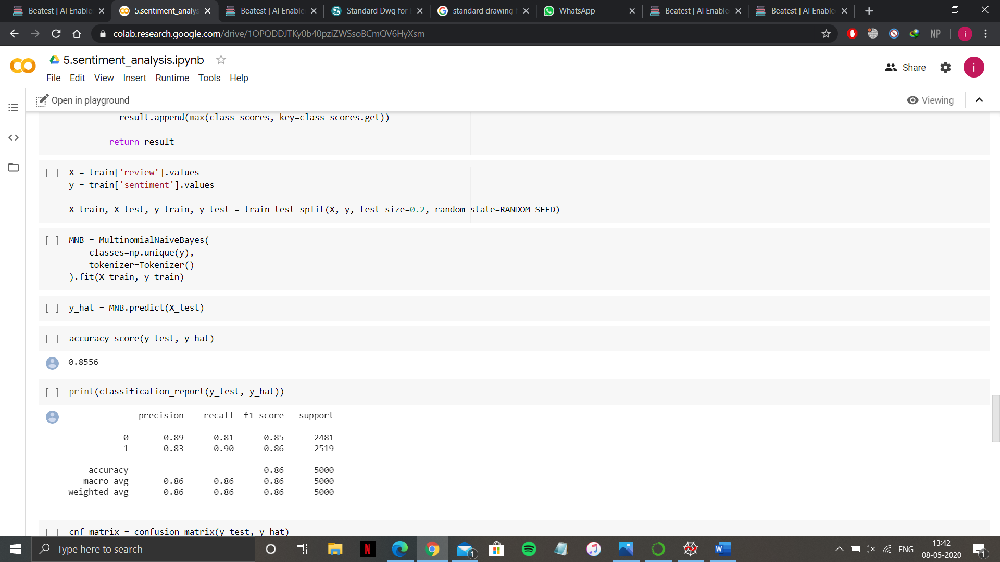 Beatest | AI Enable
5.sentiment_analys
Beatest | AI Enable
Standard Dwg for
standard drawing
WhatsApp
Beatest | AI Enable
Beatest | AI Enable
colab.research.google.com/drive/1OPQDDJTKy0b40pziZWSsoBCmQV6HyXsm
NP
i
5.sentiment_analysis.ipynb
Share
i
File Edit View Insert Runtime Tools Help
Open in playground
Viewing
result.append(max(class_scores, key=class_scores.get))
return result
[ ] X = train['review'].values
y = train['sentiment'].values
X_train, X_test, y_train, y_test = train_test_split(X, y, test_size=0.2, random_state=RANDOM_SEED)
[ ] MNB = MultinomialNaiveBayes(
classes=np.unique(y),
tokenizer=Tokenizer()
).fit(X_train, y_train)
[ ] y_hat = MNB.predict(X_test)
[ ] accuracy_score(y_test, y_hat)
0.8556
[ ] print(classification_report(y_test, y_hat))
precision recall f1-score support
0 0.89 0.81 0.85 2481
1 0.83 0.90 0.86 2519
accuracy 0.86 5000
macro avg 0.86 0.86 0.86 5000
weighted avg 0.86 0.86 0.86 5000
[ ] cnf_matrix = confusion_matrix(y_test, y_hat)
Type here to search
N
1
W
ENG
13:42
08-05-2020
1